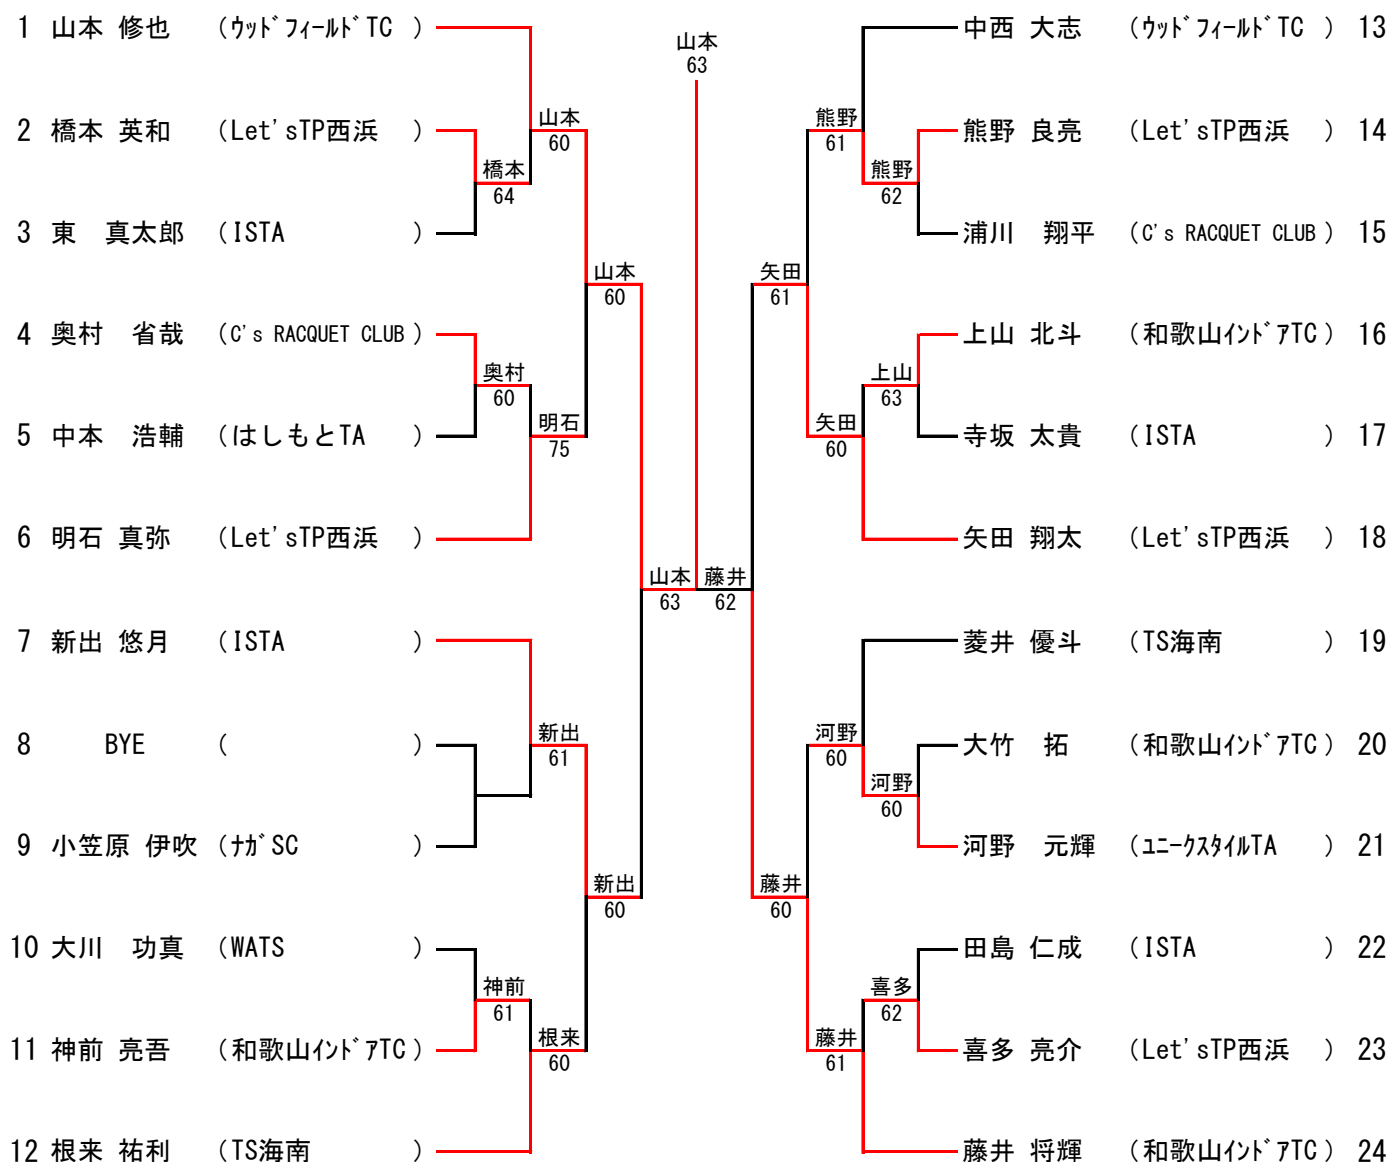 1 山本 修也 (ｳｯﾄﾞﾌｨｰﾙﾄﾞTC )
2 橋本 英和 (Let'sTP西浜 )
3 東 真太郎 (ISTA )
4 奥村 省哉 (C's RACQUET CLUB )
5 中本 浩輔 (はしもとTA )
6 明石 真弥 (Let'sTP西浜 )
7 新出 悠月 (ISTA )
8 BYE ( )
9 小笠原 伊吹 (ﾅｶﾞSC )
10 大川 功真 (WATS )
11 神前 亮吾 (和歌山ｲﾝﾄﾞｱTC)
12 根来 祐利 (TS海南 )
橋本
64
奥村
60
神前
61
山本
60
明石
75
新出
61
根来
60
山本
60
新出
60
山本
63
山本
63
藤井
62
矢田
61
藤井
60
熊野
61
矢田
60
河野
60
藤井
61
熊野
62
上山
63
河野
60
喜多
62
中西 大志 (ｳｯﾄﾞﾌｨｰﾙﾄﾞTC ) 13
熊野 良亮 (Let'sTP西浜 ) 14
浦川 翔平 (C's RACQUET CLUB ) 15
上山 北斗 (和歌山ｲﾝﾄﾞｱTC) 16
寺坂 太貴 (ISTA ) 17
矢田 翔太 (Let'sTP西浜 ) 18
菱井 優斗 (TS海南 ) 19
大竹 拓 (和歌山ｲﾝﾄﾞｱTC) 20
河野 元輝 (ﾕﾆｰｸｽﾀｲﾙTA ) 21
田島 仁成 (ISTA ) 22
喜多 亮介 (Let'sTP西浜 ) 23
藤井 将輝 (和歌山ｲﾝﾄﾞｱTC) 24